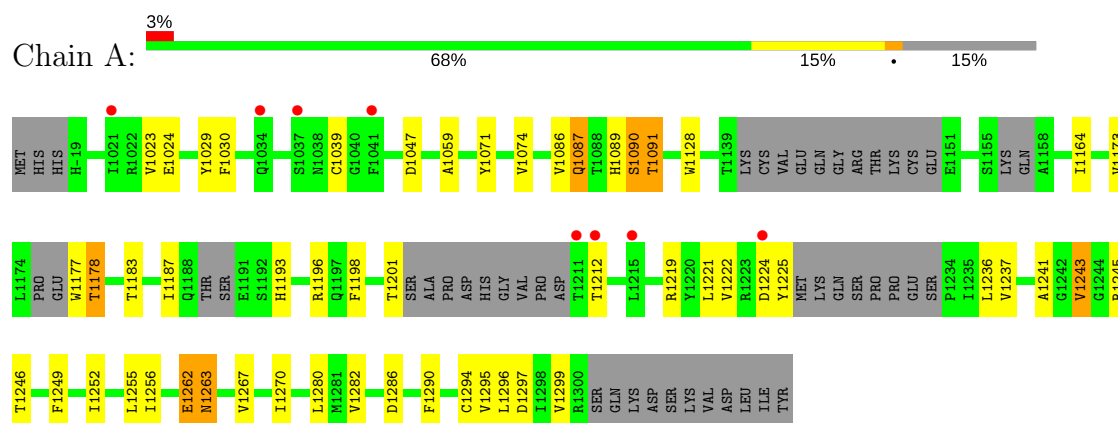 3%
Chain A:
68% 15% • 15%
MET HIS HIS H-19 I1021 R1022 V1023 E1024 Y1029 F1030 Q1034 S1037 N1038 C1039 G1040 F1041 D1047 A1059 Y1071 V1074 V1086 Q1087 T1088 H1089 S1090 T1091 W1128 T1139 LYS CYS VAL GLU GLN GLY ARG THR LYS CYS GLU E1151 S1155 LYS GLN A1158 I1164 V1173
L1174 PRO GLU W1177 T1178 T1183 I1187 Q1188 THR SER E1191 S1192 H1193 R1196 Q1197 F1198 T1201 SER ALA PRO ASP HIS GLY VAL PRO ASP T1211 T1212 L1215 R1219 Y1220 L1221 V1222 R1223 D1224 Y1225 MET LYS GLN SER PRO PRO GLU SER P1234 I1235 L1236 V1237 A1241 G1242 V1243 G1244
T1246 F1249 I1252 L1255 I1256 E1262 N1263 V1267 I1270 L1280 M1281 V1282 D1286 F1290 C1294 V1295 L1296 D1297 I1298 V1299 R1300 SER GLN LYS ASP SER LYS VAL ASP LEU ILE TYR